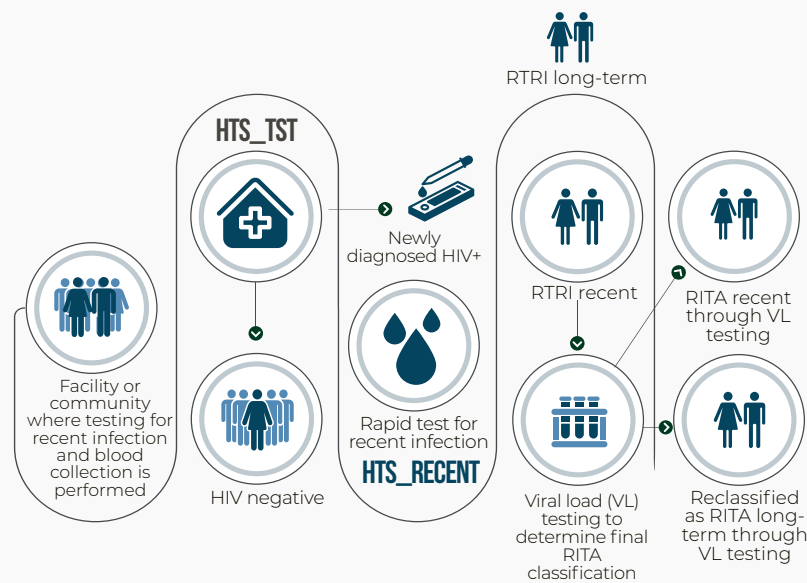 RTRI long-term
HTS_TST
Newly
diagnosed HIV+
Facility or
community
where testing for
recent infection
and blood
collection is
performed
HIV negative
Rapid test for
recent infection
HTS_RECENT
RTRI recent
RITA recent
through VL
testing
Viral load (VL)
testing to
determine final
RITA
classification
Reclassified
as RITA long-
term through
VL testing